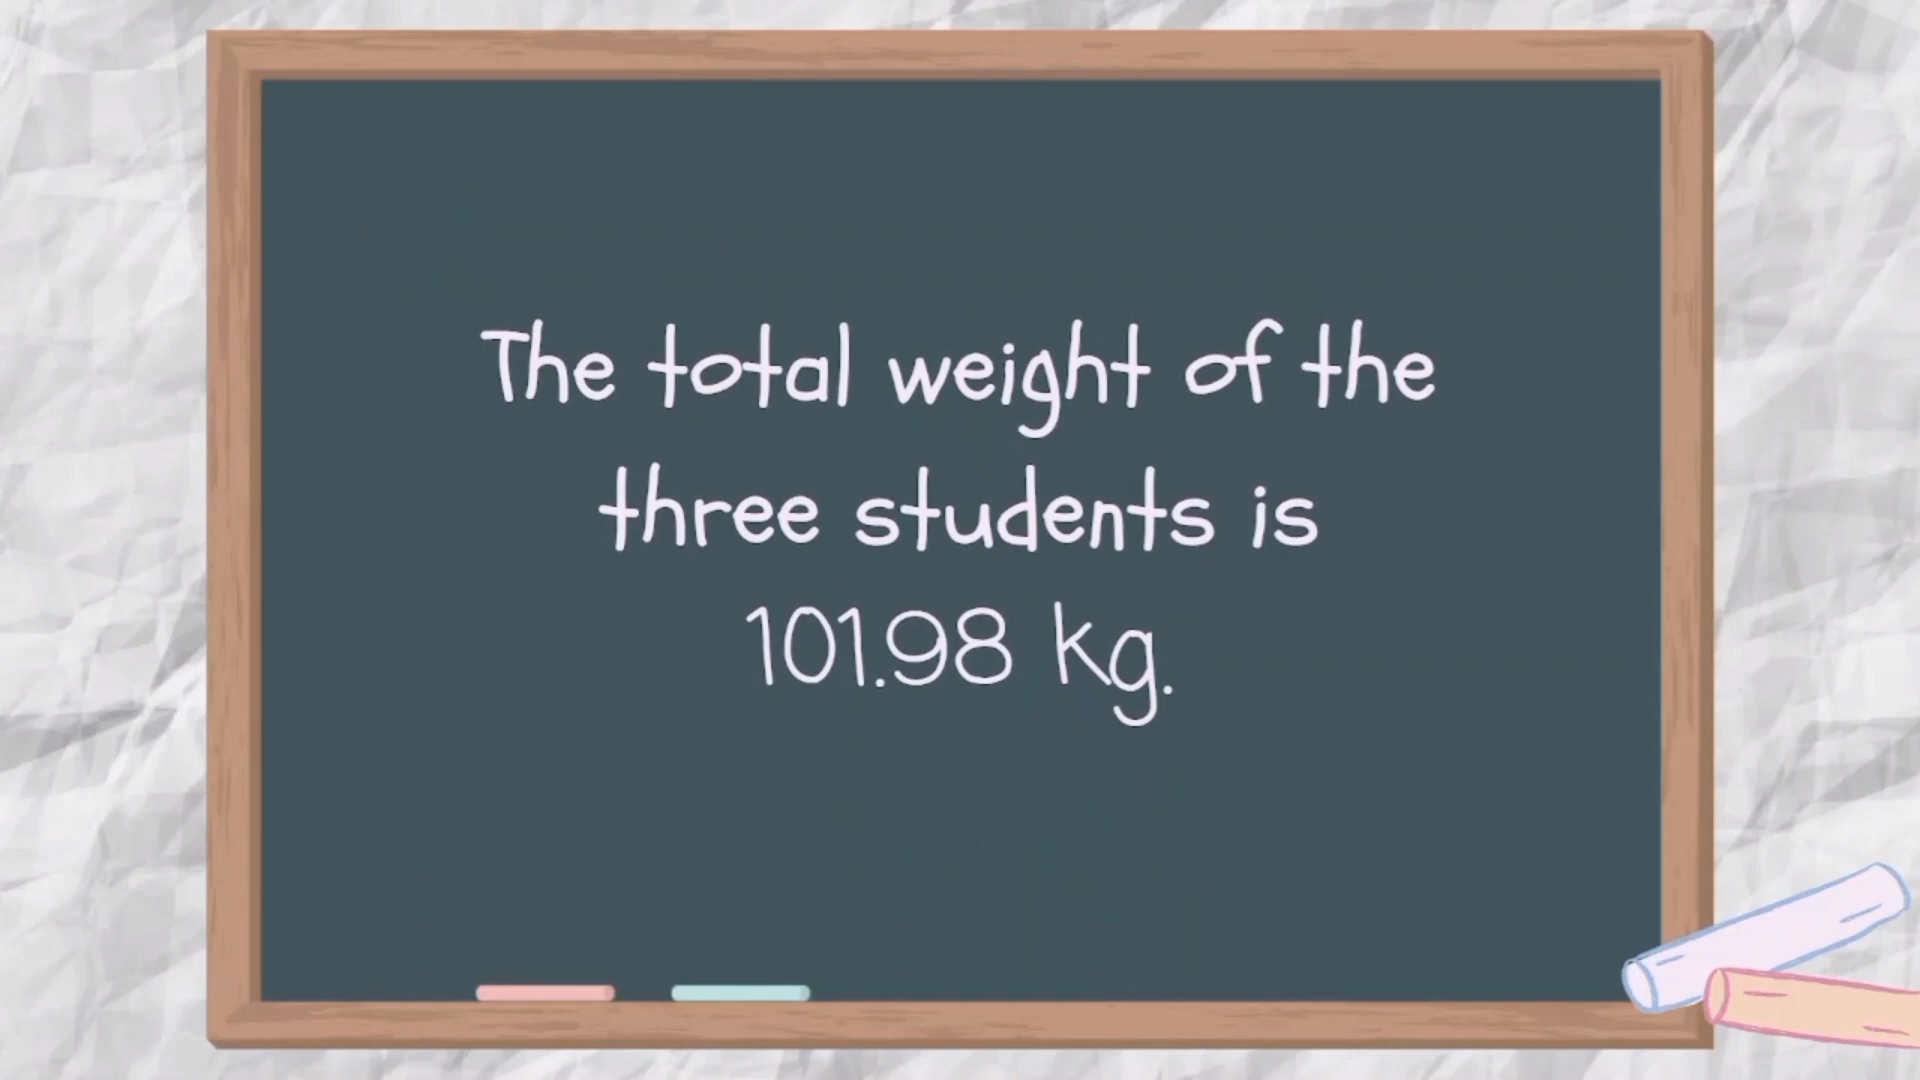 The total weight of the
three students is
101.98 kg.